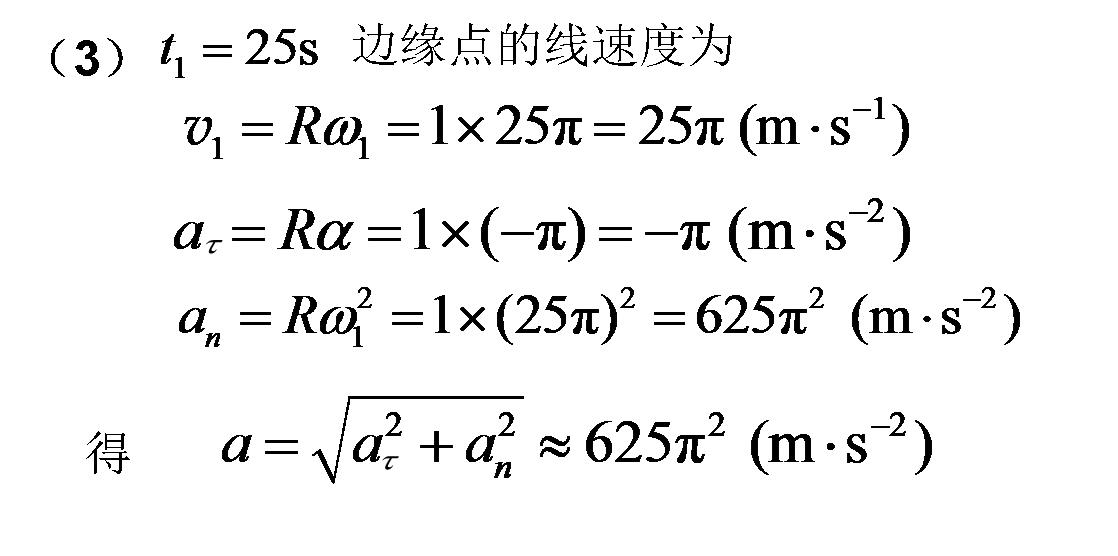 （3） t₁ = 25s 边缘点的线速度为
v₁ = Rω₁ = 1×25π = 25π (m·s⁻¹)
a_τ = Rα = 1×(−π) = −π (m·s⁻²)
a_n = Rω₁² = 1×(25π)² = 625π² (m·s⁻²)
得 a = √(a_τ² + a_n²) ≈ 625π² (m·s⁻²)